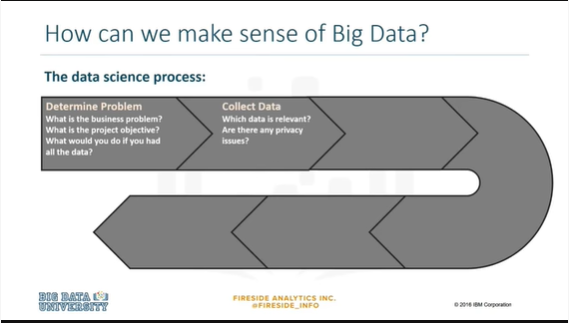 How can we make sense of Big Data?
The data science process:
Determine Problem
What is the business problem?
What is the project objective?
What would you do if you had
all the data?
Collect Data
Which data is relevant?
Are there any privacy
issues?
BIG DATA
UNIVERSITY
FIRESIDE ANALYTICS INC.
@FIRESIDE_INFO
© 2016 IBM Corporation